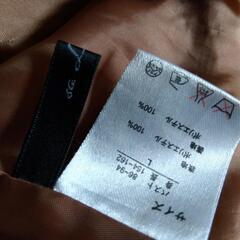 サイズ L
バスト 86-94
身長 154-162
表地
ポリエステル 100%
裏地
ポリエステル 100%